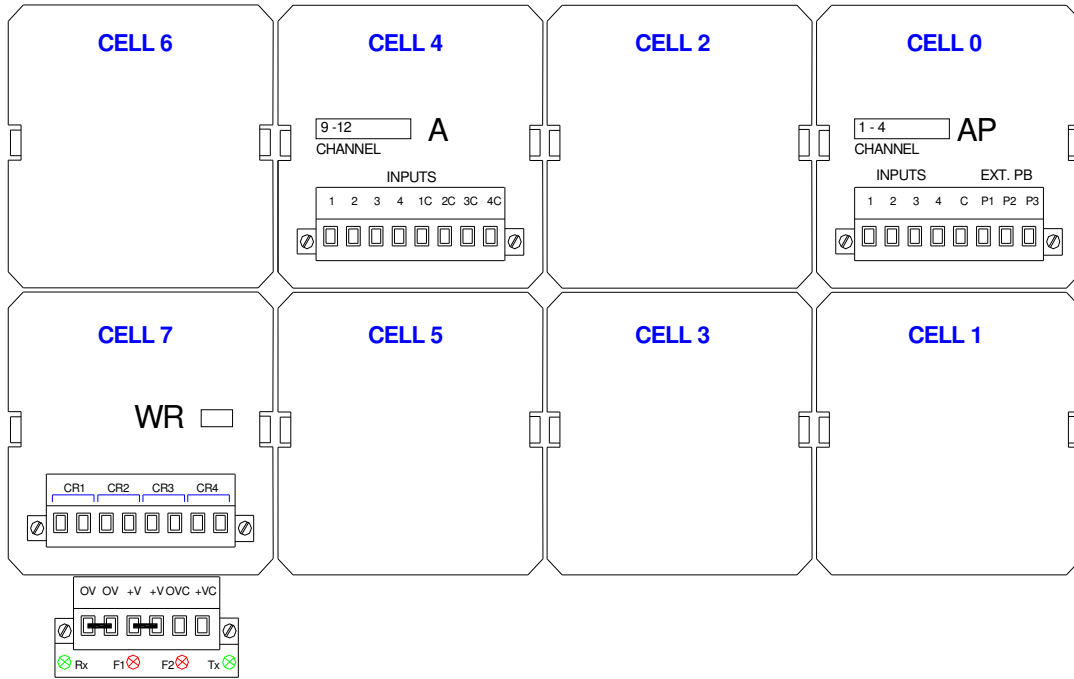 CELL 6
CELL 4
CELL 2
CELL 0
9 -12
A
CHANNEL
INPUTS
1 2 3 4 1C 2C 3C 4C
1 - 4
AP
CHANNEL
INPUTS EXT. PB
1 2 3 4 C P1 P2 P3
CELL 7
CELL 5
CELL 3
CELL 1
WR
CR1 CR2 CR3 CR4
OV OV +V +V OVC +VC
Rx F1 F2 Tx